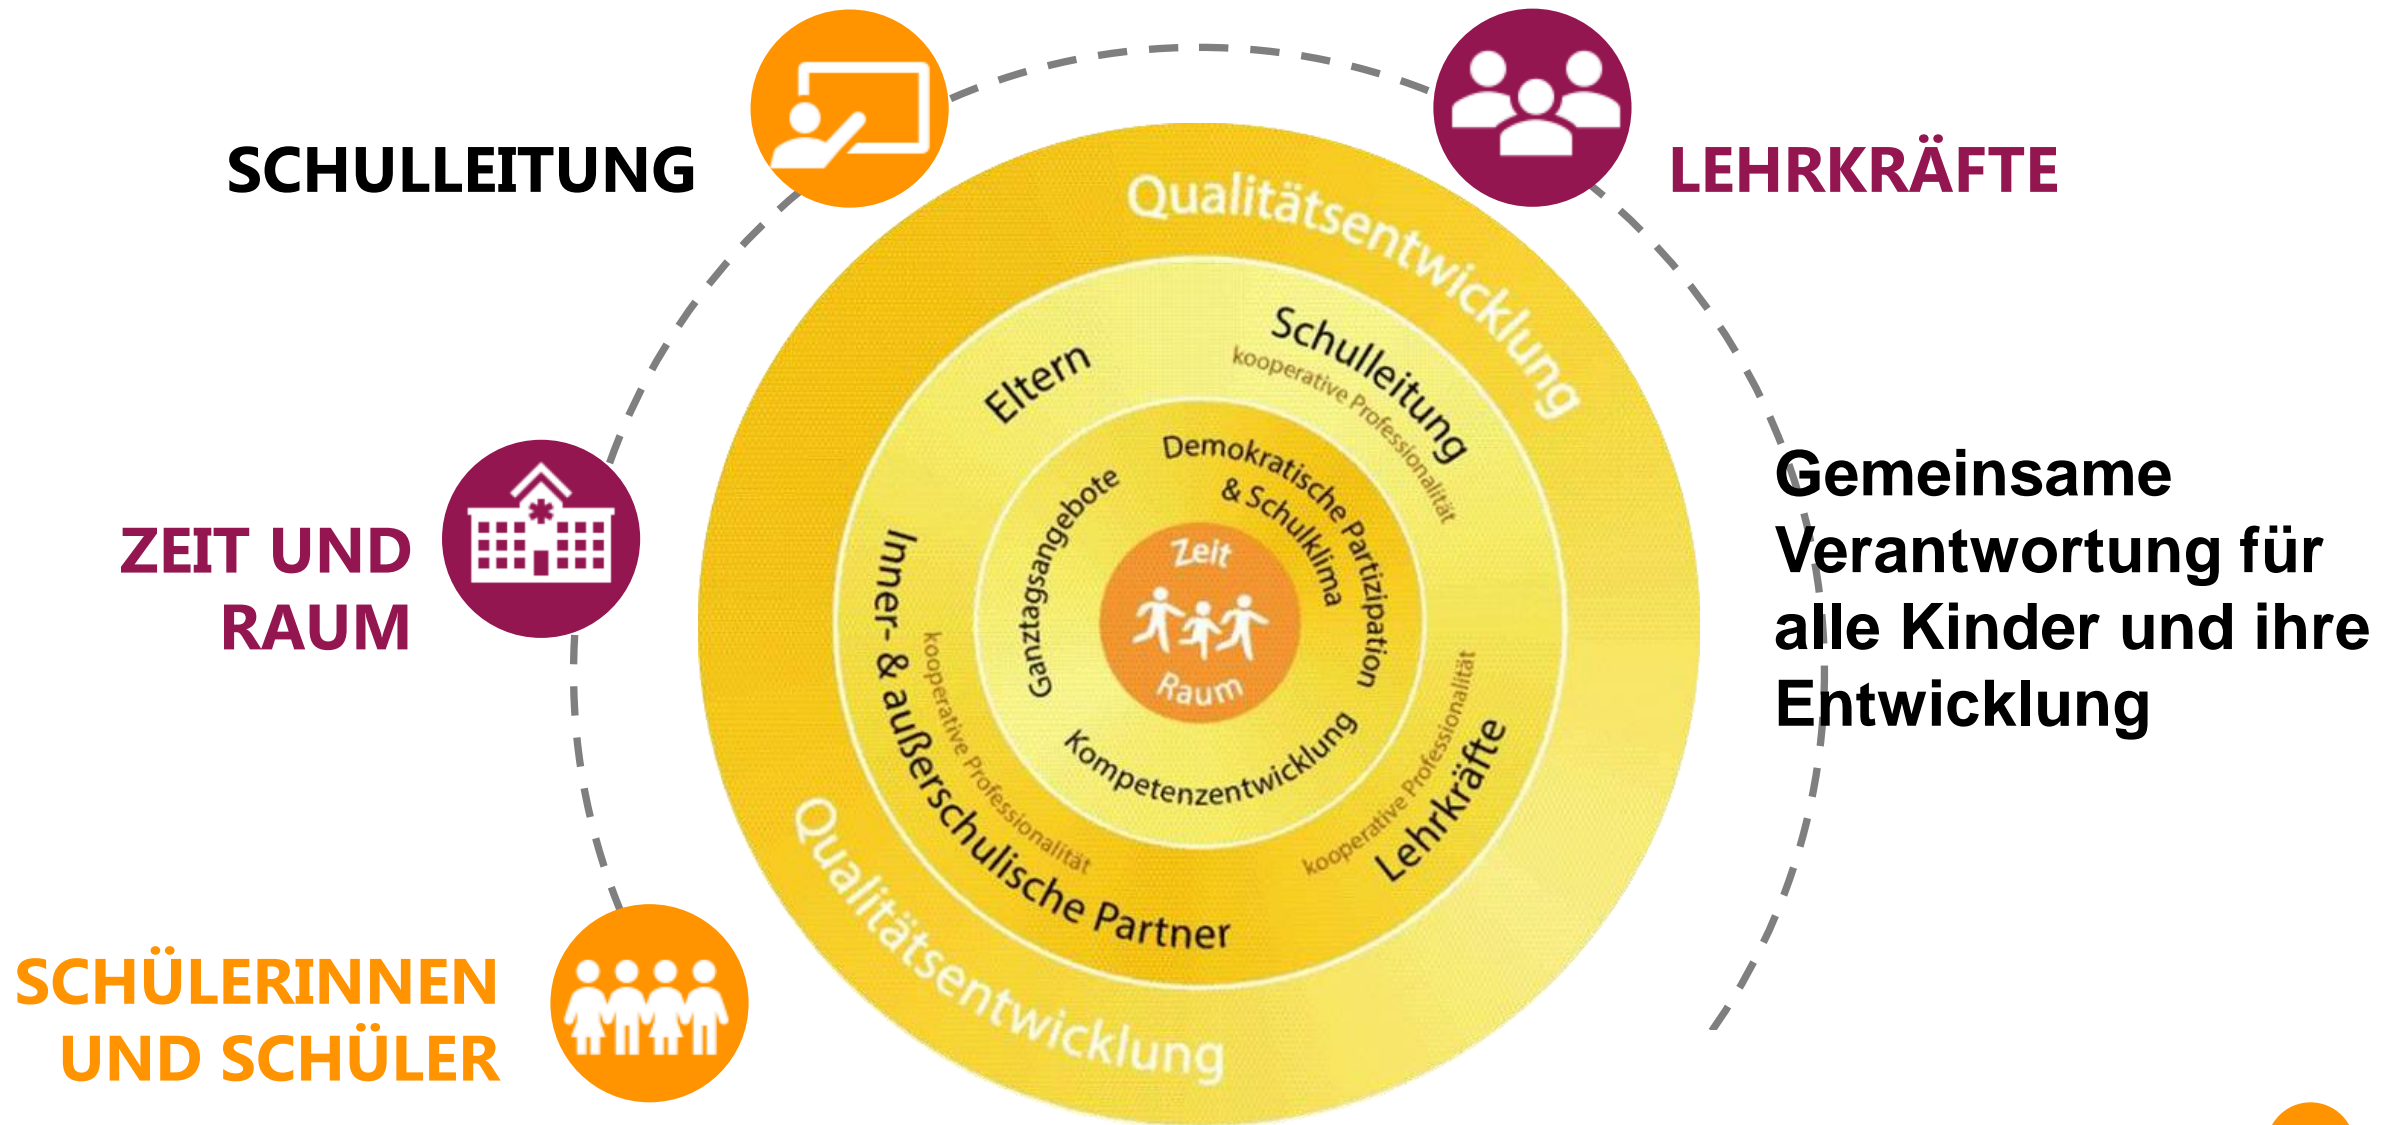 SCHULLEITUNG
LEHRKRÄFTE
ZEIT UND
RAUM
SCHÜLERINNEN
UND SCHÜLER
Gemeinsame
Verantwortung für
alle Kinder und ihre
Entwicklung
Qualitätsentwicklung
Eltern
Schulleitung
kooperative Professionalität
Inner- & außerschulische Partner
kooperative Professionalität
Lehrkräfte
kooperative Professionalität
Ganztagsangebote
Demokratische Partizipation
& Schulklima
Kompetenzentwicklung
Zeit
Raum
Qualitätsentwicklung